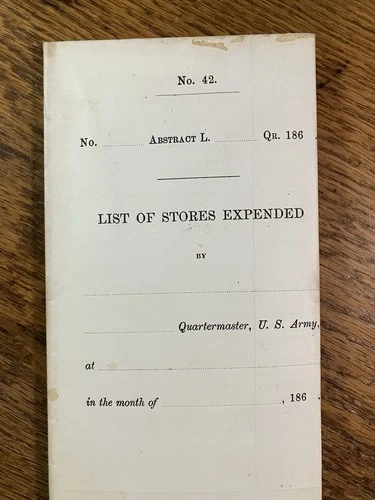 No. 42.
No. ABSTRACT L. QR. 186 .
LIST OF STORES EXPENDED
BY
Quartermaster, U. S. Army,
at
in the month of , 186 .